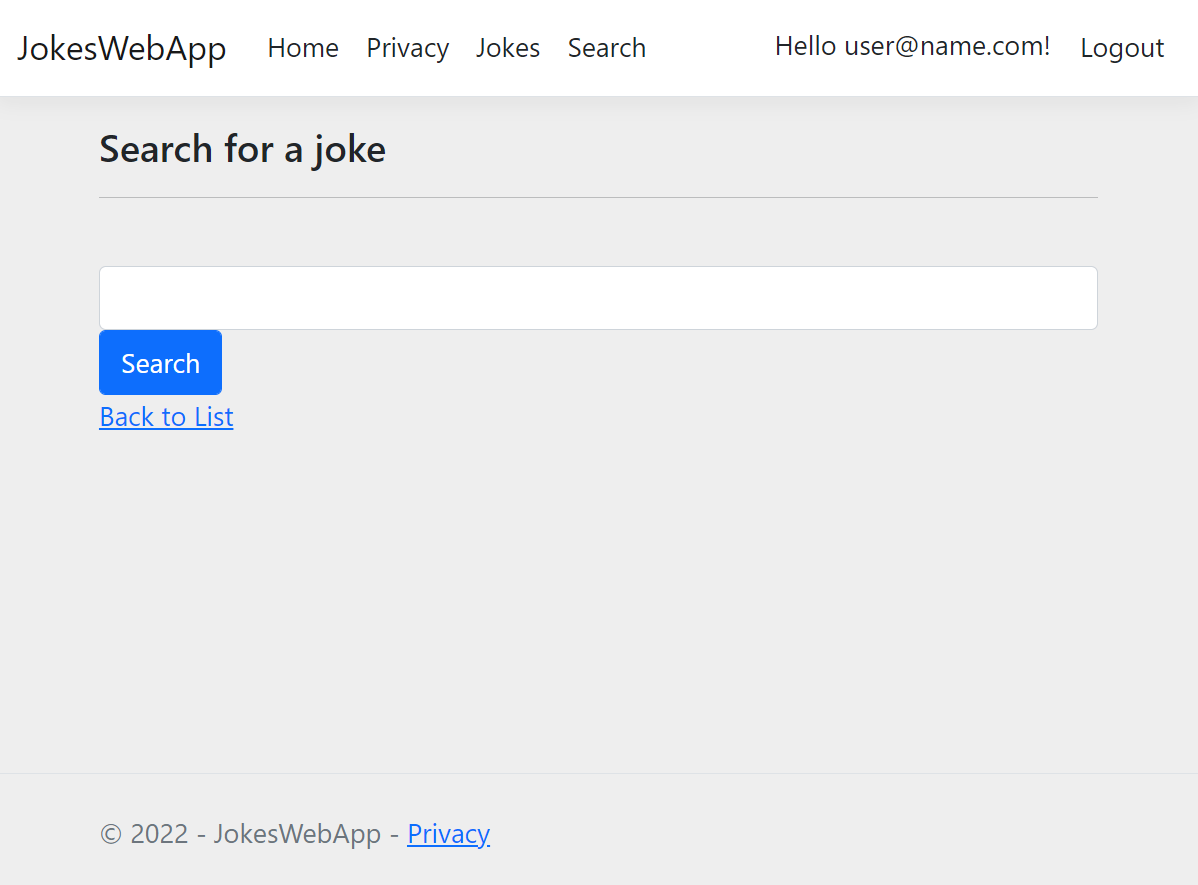 JokesWebApp Home Privacy Jokes Search Hello user@name.com! Logout
Search for a joke
Search
Back to List
© 2022 - JokesWebApp - Privacy